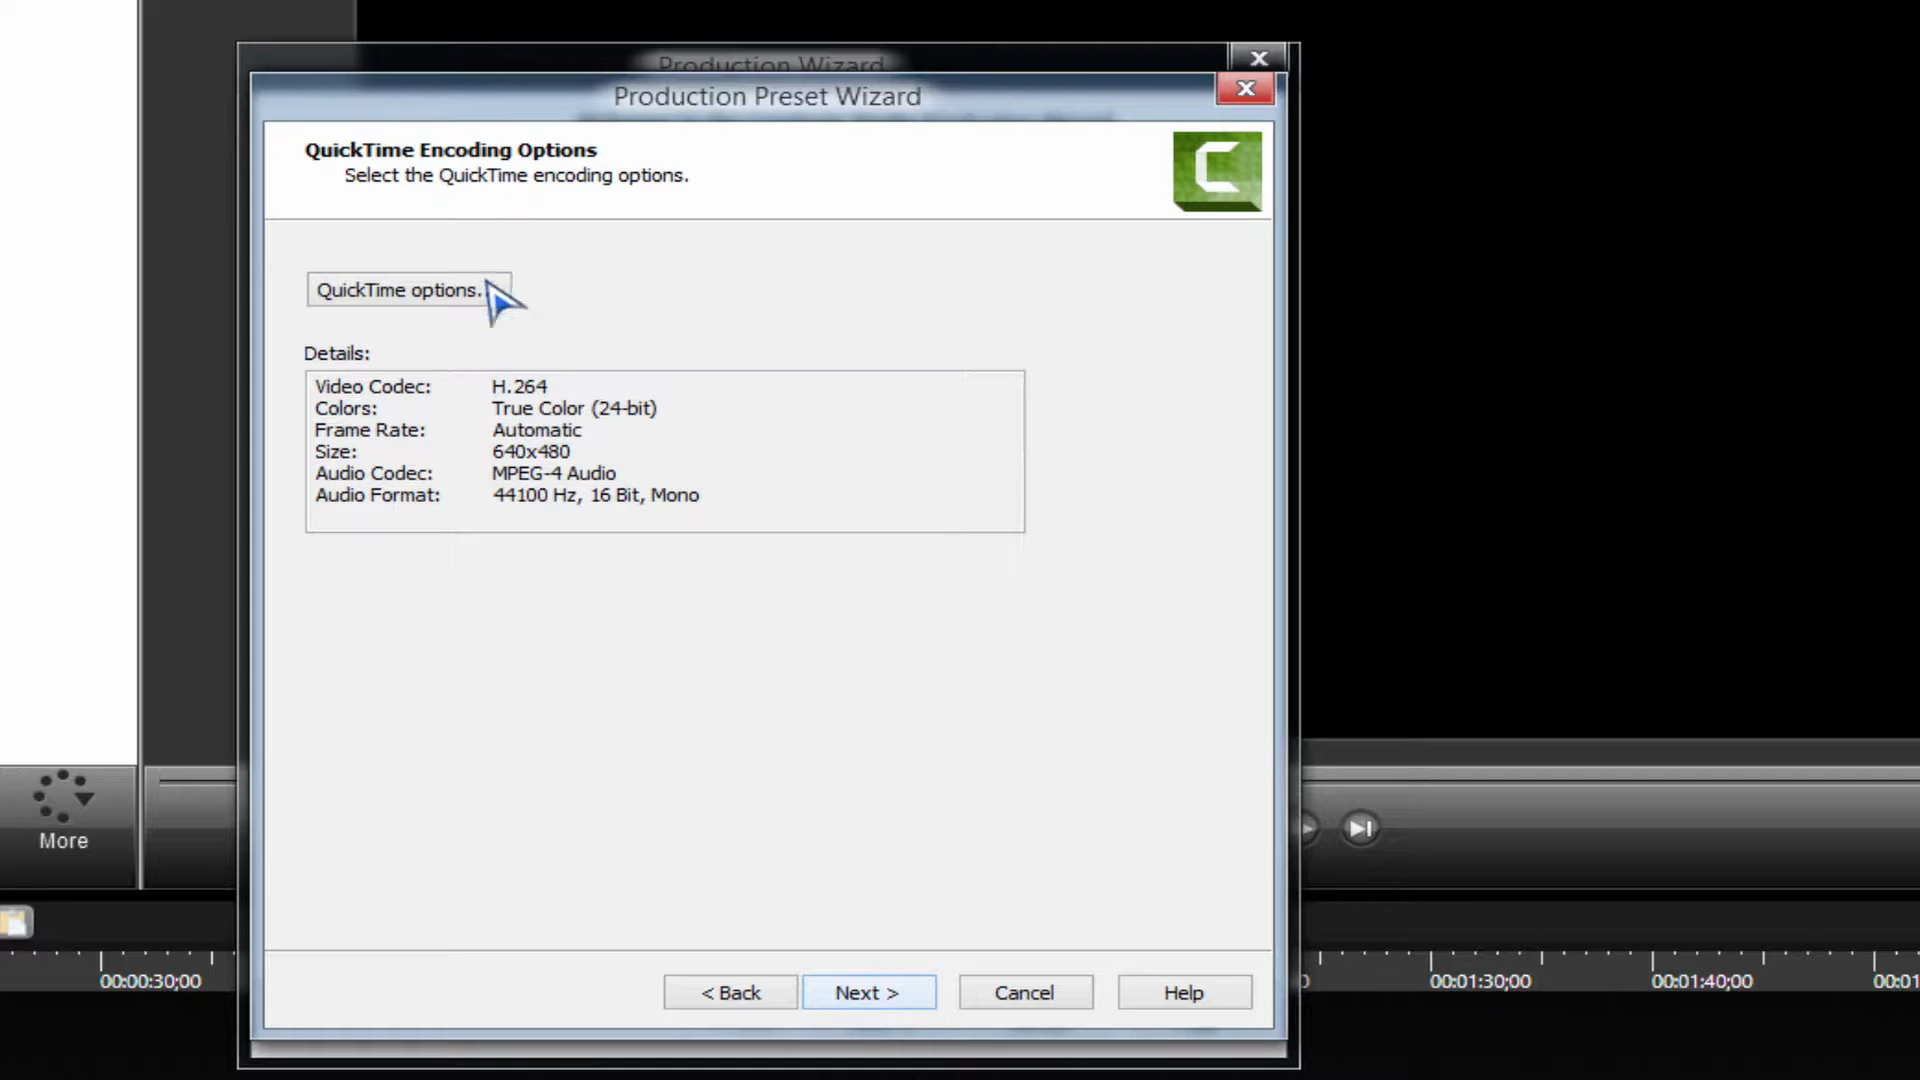 Production Wizard
Production Preset Wizard
QuickTime Encoding Options
Select the QuickTime encoding options.
QuickTime options.
Details:
Video Codec: H.264
Colors: True Color (24-bit)
Frame Rate: Automatic
Size: 640x480
Audio Codec: MPEG-4 Audio
Audio Format: 44100 Hz, 16 Bit, Mono
More
00:00:30;00
00:01:30;00
00:01:40;00
< Back
Next >
Cancel
Help